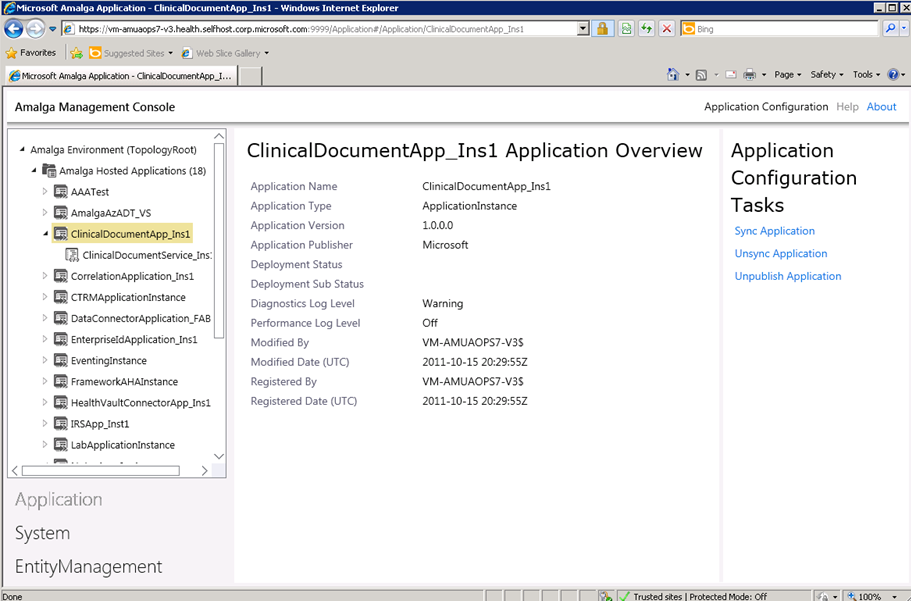 Microsoft Amalga Application - ClinicalDocumentApp_Ins1 - Windows Internet Explorer
https://vm-amuaops7-v3.health.selfhost.corp.microsoft.com:9999/Application#/Application/ClinicalDocumentApp_Ins1
Bing
Favorites
Suggested Sites
Web Slice Gallery
Microsoft Amalga Application - ClinicalDocumentApp_I...
Page
Safety
Tools
Amalga Management Console
Application Configuration Help About
Amalga Environment (TopologyRoot)
Amalga Hosted Applications (18)
AAATest
AmalgaAzADT_VS
ClinicalDocumentApp_Ins1
ClinicalDocumentService_Ins:
CorrelationApplication_Ins1
CTRMApplicationInstance
DataConnectorApplication_FAB
EnterpriseIdApplication_Ins1
EventingInstance
FrameworkAHAInstance
HealthVaultConnectorApp_Ins1
IRSApp_Inst1
LabApplicationInstance
Application
System
EntityManagement
ClinicalDocumentApp_Ins1 Application Overview
Application Name ClinicalDocumentApp_Ins1
Application Type ApplicationInstance
Application Version 1.0.0.0
Application Publisher Microsoft
Deployment Status
Deployment Sub Status
Diagnostics Log Level Warning
Performance Log Level Off
Modified By VM-AMUAOPS7-V3$
Modified Date (UTC) 2011-10-15 20:29:55Z
Registered By VM-AMUAOPS7-V3$
Registered Date (UTC) 2011-10-15 20:29:55Z
Application
Configuration
Tasks
Sync Application
Unsync Application
Unpublish Application
Done
Trusted sites | Protected Mode: Off
100%